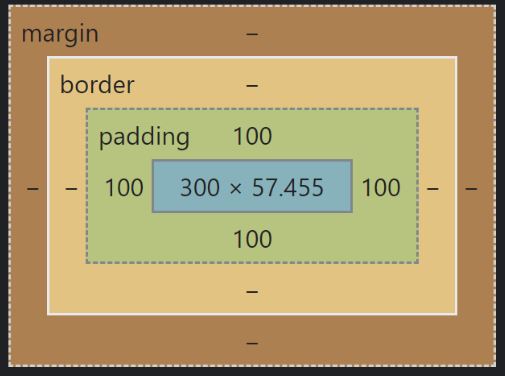 margin –
border –
padding 100
– – 100 300 × 57.455 100 – –
100
–
–